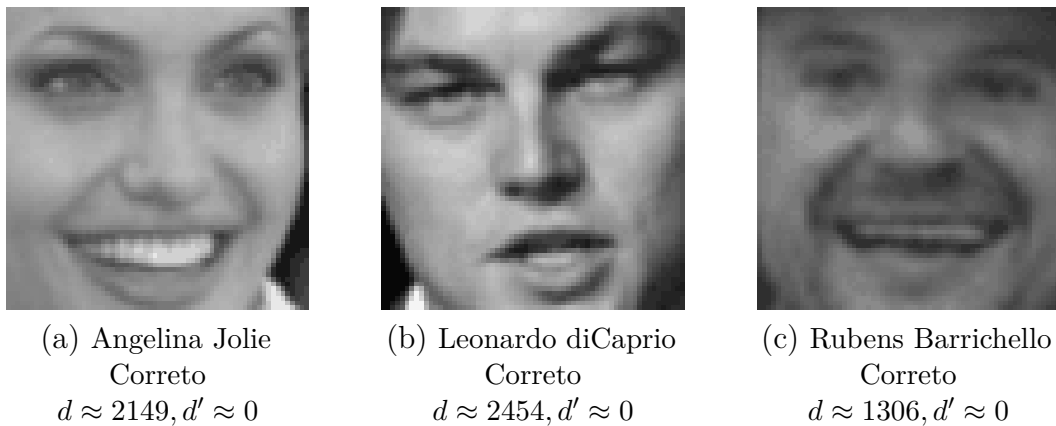 (a) Angelina Jolie
Correto
d ≈ 2149, d′ ≈ 0
(b) Leonardo diCaprio
Correto
d ≈ 2454, d′ ≈ 0
(c) Rubens Barrichello
Correto
d ≈ 1306, d′ ≈ 0